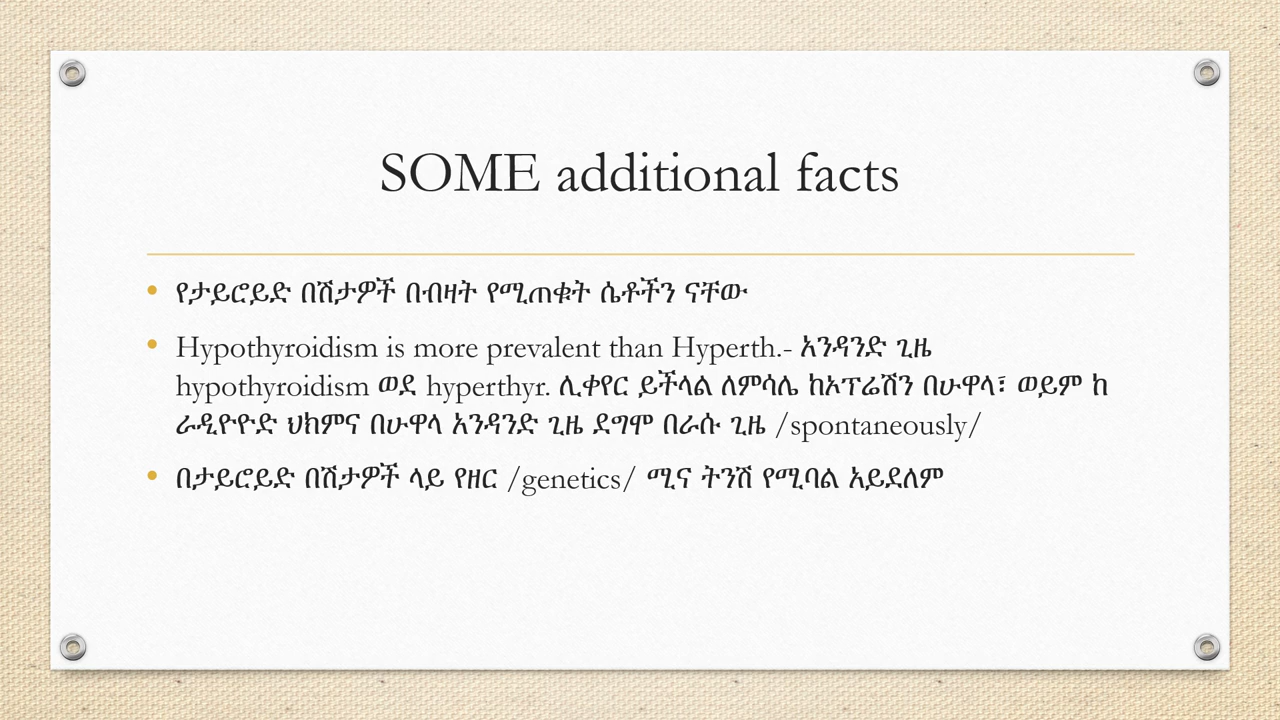 SOME additional facts
• የታይሮይድ በሽታዎች በብዛት የሚጠቁት ሴቶችን ናቸው
• Hypothyroidism is more prevalent than Hyperth.- አንዳንድ ጊዜ
hypothyroidism ወደ hyperthyr. ሊቀየር ይችላል ለምሳሌ ከኦፕሬሽን በሁዋላ፣ ወይም ከ
ራዲዮዮድ ህክምና በሁዋላ አንዳንድ ጊዜ ደግሞ በራሱ ጊዜ /spontaneously/
• በታይሮይድ በሽታዎች ላይ የዘር /genetics/ ሚና ትንሽ የሚባል አይደለም